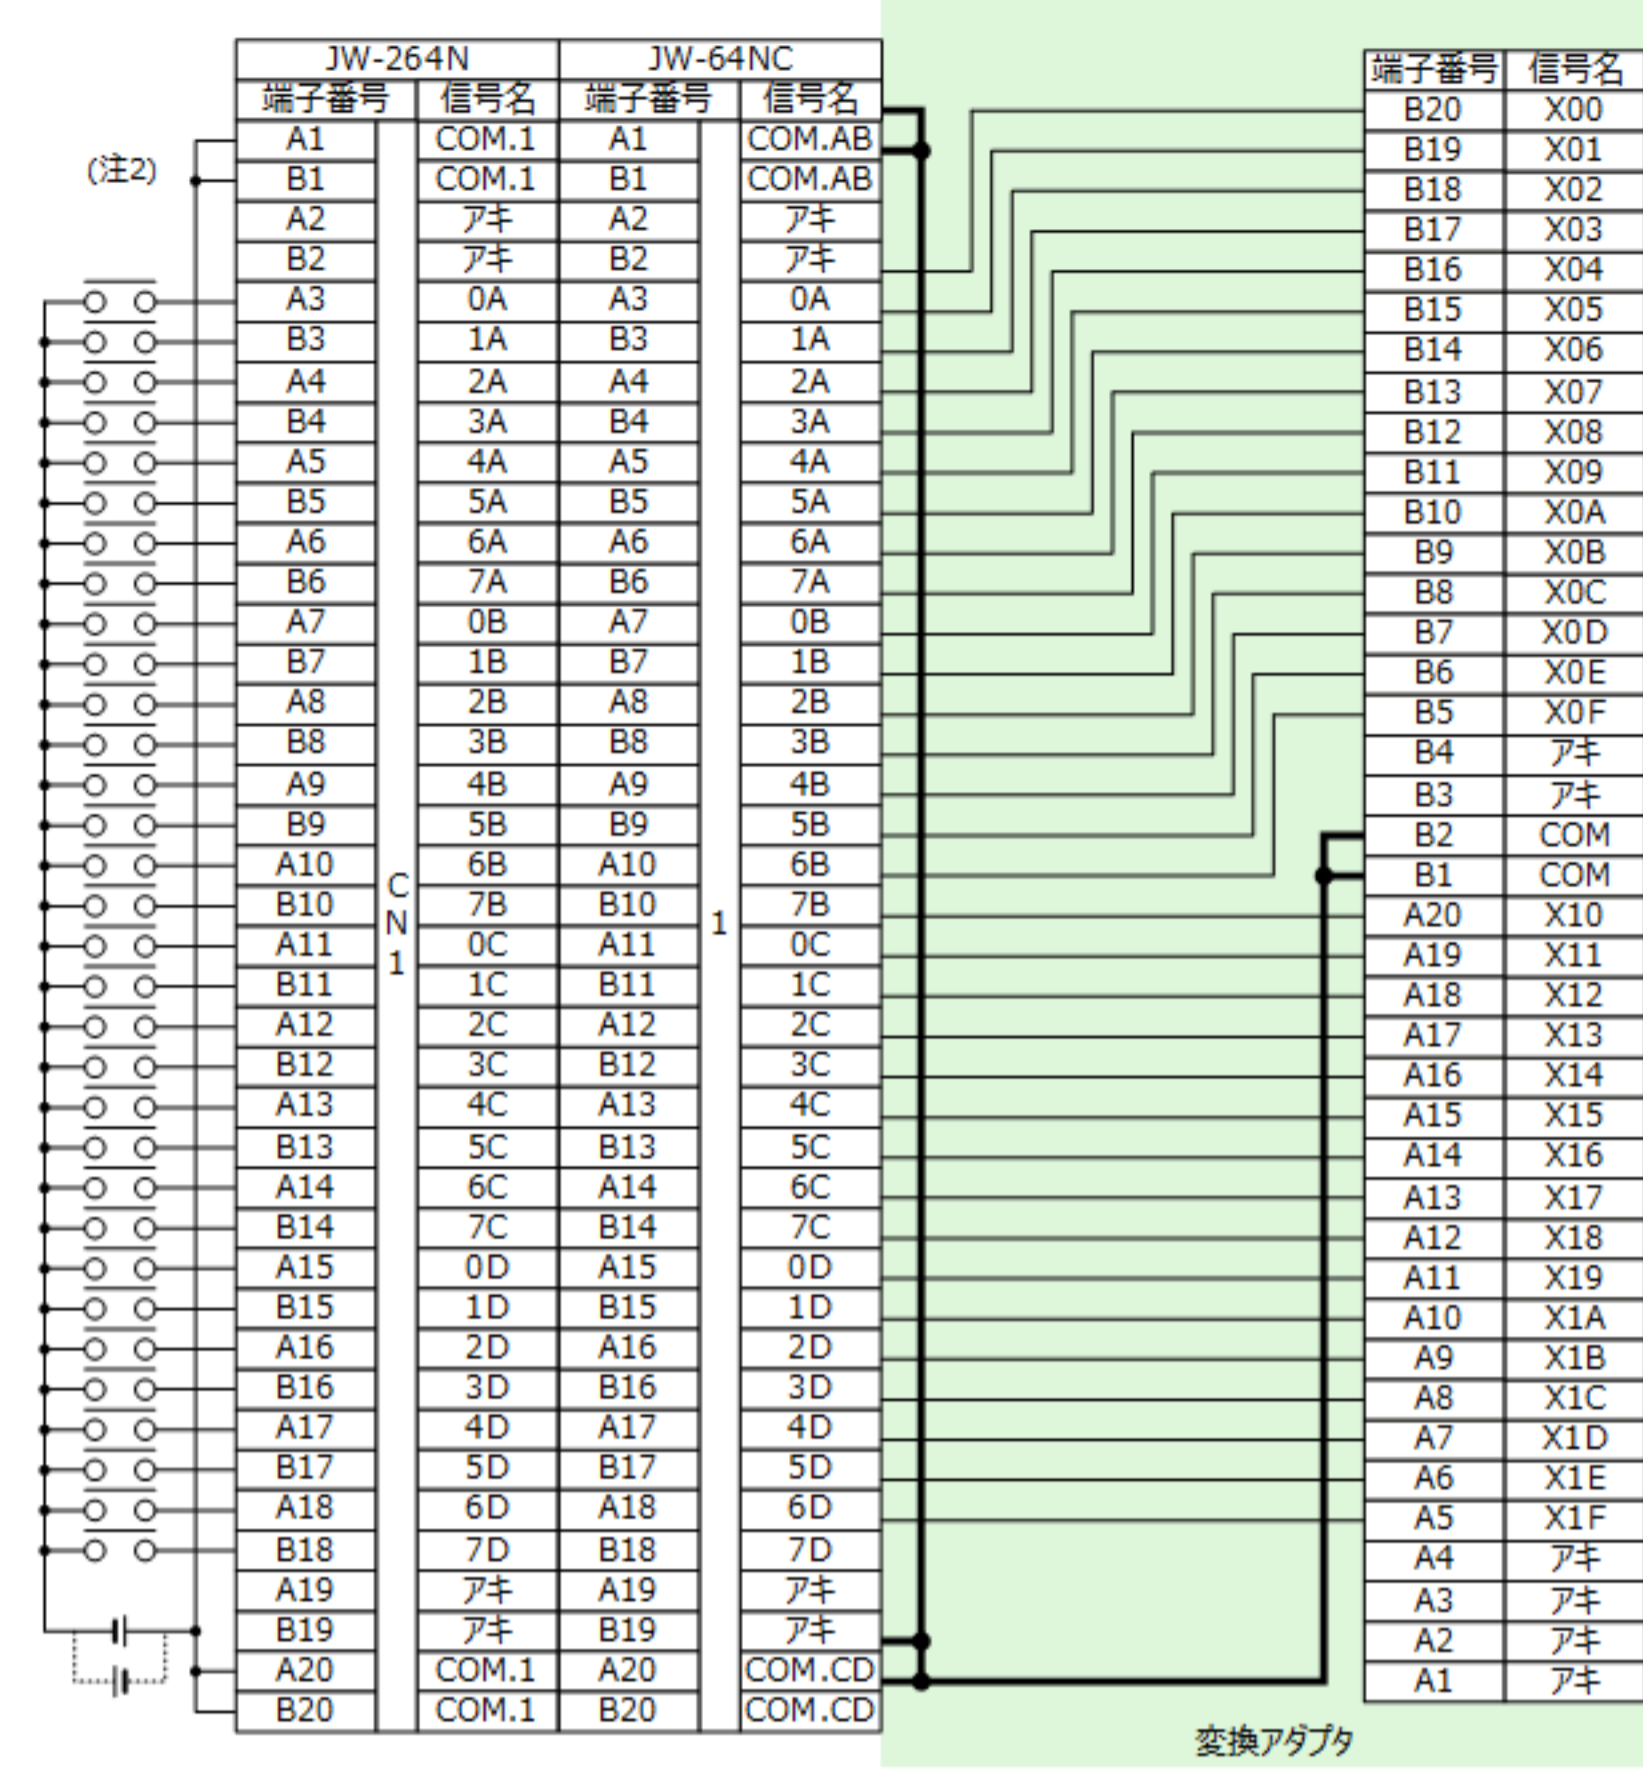 JW-264N JW-64NC
端子番号 信号名 端子番号 信号名 端子番号 信号名
(注2)
A1 COM.1 A1 COM.AB B20 X00
B1 COM.1 B1 COM.AB B19 X01
A2 アキ A2 アキ B18 X02
B2 アキ B2 アキ B17 X03
A3 0A A3 0A B16 X04
B3 1A B3 1A B15 X05
A4 2A A4 2A B14 X06
B4 3A B4 3A B13 X07
A5 4A A5 4A B12 X08
B5 5A B5 5A B11 X09
A6 6A A6 6A B10 X0A
B6 7A B6 7A B9 X0B
A7 0B A7 0B B8 X0C
B7 1B B7 1B B7 X0D
A8 2B A8 2B B6 X0E
B8 3B B8 3B B5 X0F
A9 4B A9 4B B4 アキ
B9 5B B9 5B B3 アキ
A10 6B A10 6B B2 COM
B10 7B B10 7B B1 COM
A11 0C A11 0C A20 X10
B11 1C B11 1C A19 X11
A12 2C A12 2C A18 X12
B12 3C B12 3C A17 X13
A13 4C A13 4C A16 X14
B13 5C B13 5C A15 X15
A14 6C A14 6C A14 X16
B14 7C B14 7C A13 X17
A15 0D A15 0D A12 X18
B15 1D B15 1D A11 X19
A16 2D A16 2D A10 X1A
B16 3D B16 3D A9 X1B
A17 4D A17 4D A8 X1C
B17 5D B17 5D A7 X1D
A18 6D A18 6D A6 X1E
B18 7D B18 7D A5 X1F
A19 アキ A19 アキ A4 アキ
B19 アキ B19 アキ A3 アキ
A20 COM.1 A20 COM.CD A2 アキ
B20 COM.1 B20 COM.CD A1 アキ
C
N
1
1
変換アダプタ